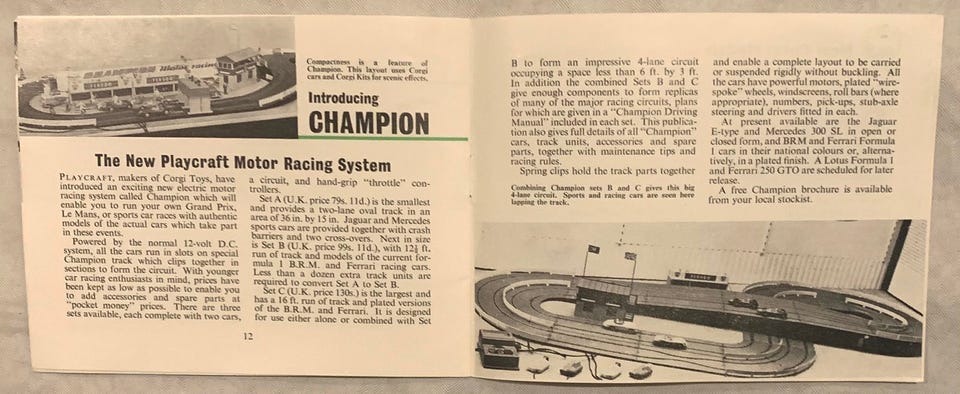 Compactness is a feature of
Champion. This layout uses Corgi
cars and Corgi Kits for scenic effects.
Introducing
CHAMPION
The New Playcraft Motor Racing System
PLAYCRAFT, makers of Corgi Toys, have
introduced an exciting new electric motor
racing system called Champion which will
enable you to run your own Grand Prix,
Le Mans, or sports car races with authentic
models of the actual cars which take part
in these events.
Powered by the normal 12-volt D.C.
system, all the cars run in slots on special
Champion track which clips together in
sections to form the circuit. With younger
car racing enthusiasts in mind, prices have
been kept as low as possible to enable you
to add accessories and spare parts at
"pocket money" prices. There are three
sets available, each complete with two cars,
a circuit, and hand-grip "throttle" con-
trollers.
Set A (U.K. price 79s. 11d.) is the smallest
and provides a two-lane oval track in an
area of 36 in. by 15 in. Jaguar and Mercedes
sports cars are provided together with crash
barriers and two cross-overs. Next in size
is Set B (U.K. price 99s. 11d.), with 12½ ft.
run of track and models of the current for-
mula 1 B.R.M. and Ferrari racing cars.
Less than a dozen extra track units are
required to convert Set A to Set B.
Set C (U.K. price 130s.) is the largest and
has a 16 ft. run of track and plated versions
of the B.R.M. and Ferrari. It is designed
for use either alone or combined with Set
12
B to form an impressive 4-lane circuit
occupying a space less than 6 ft. by 3 ft.
In addition the combined Sets B and C
give enough components to form replicas
of many of the major racing circuits, plans
for which are given in a "Champion Driving
Manual" included in each set. This publica-
tion also gives full details of all "Champion"
cars, track units, accessories and spare
parts, together with maintenance tips and
racing rules.
Spring clips hold the track parts together
Combining Champion sets B and C gives this big
4-lane circuit. Sports and racing cars are seen here
lapping the track.
and enable a complete layout to be carried
or suspended rigidly without buckling. All
the cars have powerful motors, plated "wire-
spoke" wheels, windscreens, roll bars (where
appropriate), numbers, pick-ups, stub-axle
steering and drivers fitted in each.
At present available are the Jaguar
E-type and Mercedes 300 SL in open or
closed form, and BRM and Ferrari Formula
1 cars in their national colours or, alterna-
tively, in a plated finish. A Lotus Formula 1
and Ferrari 250 GTO are scheduled for later
release.
A free Champion brochure is available
from your local stockist.